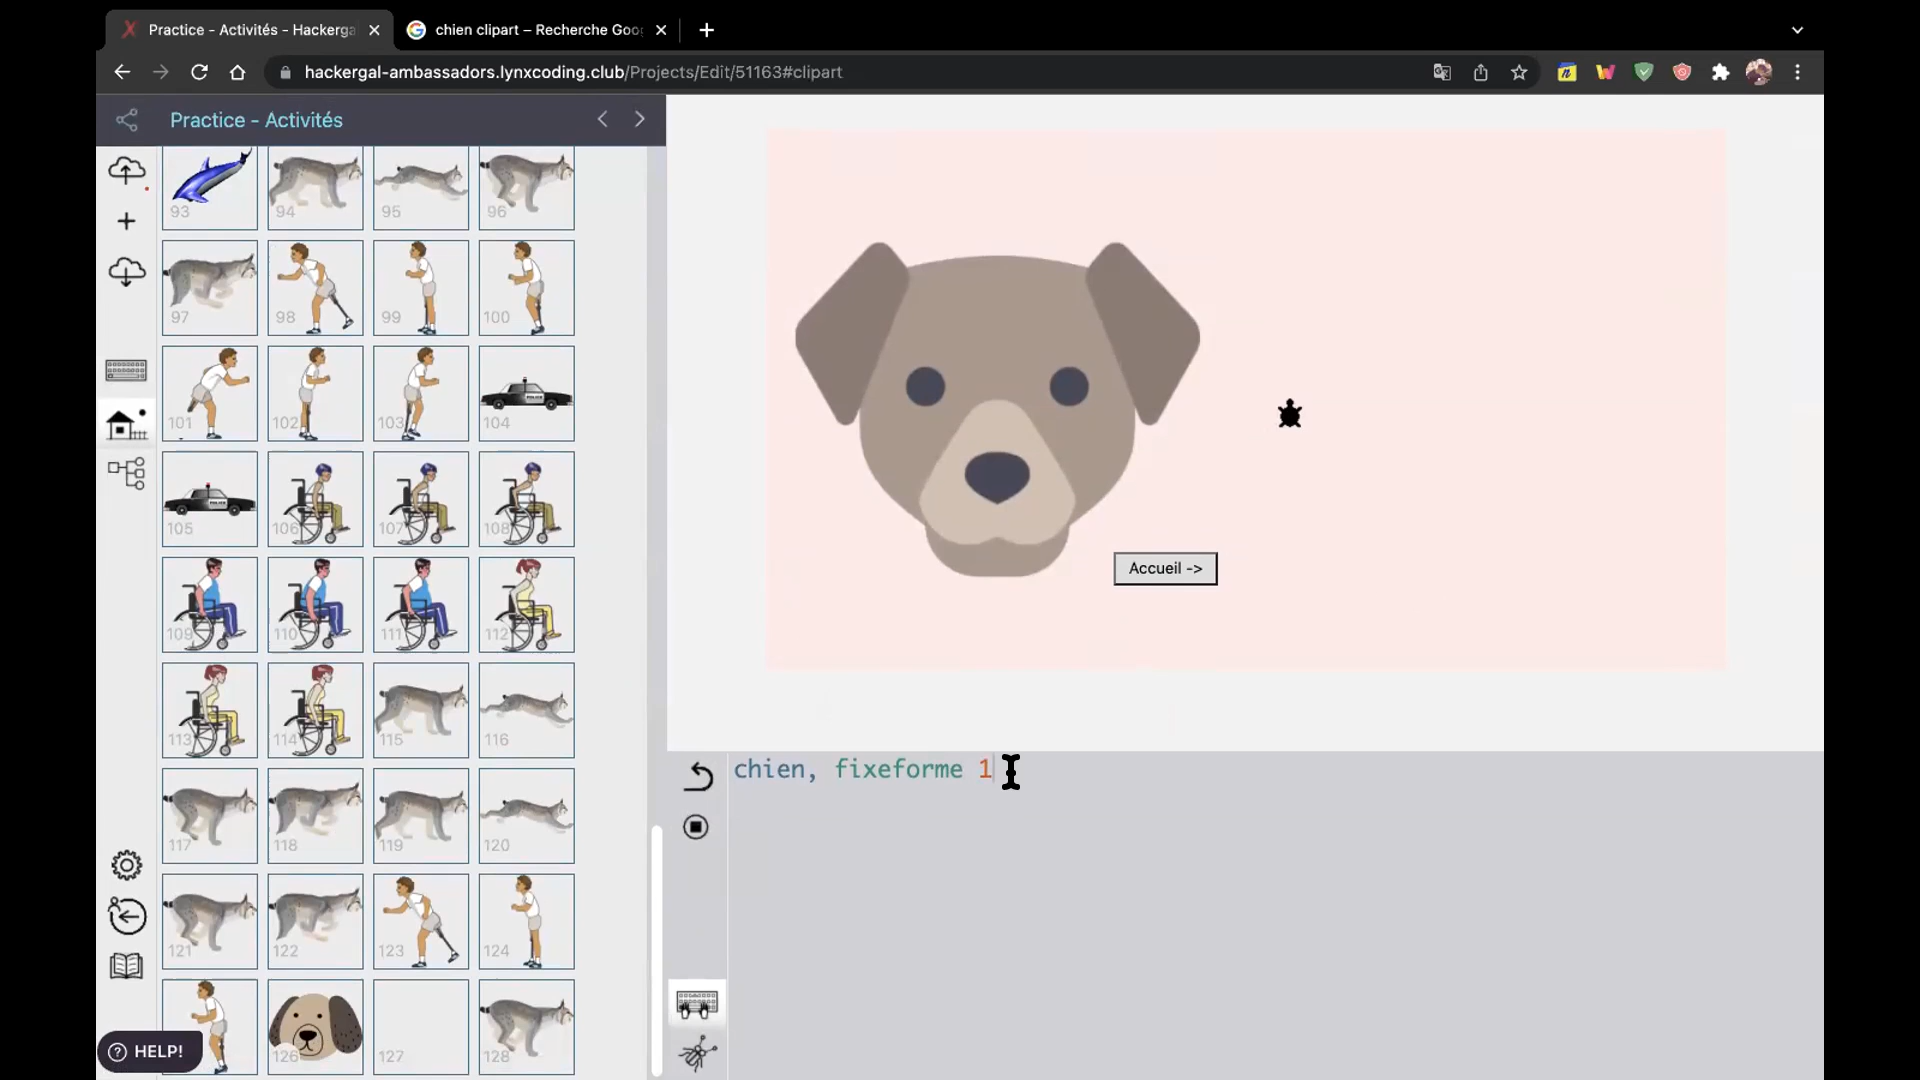 Practice - Activités - Hackerga
chien clipart – Recherche Goo
hackergal-ambassadors.lynxcoding.club/Projects/Edit/51163#clipart
Practice - Activités
93 94 95 96
97 98 99 100
101 102 103 104
POLICE
105 106 107 108
POLICE
109 110 111 112
113 114 115 116
117 118 119 120
121 122 123 124
126 127 128
HELP!
Accueil ->
chien, fixeforme 1